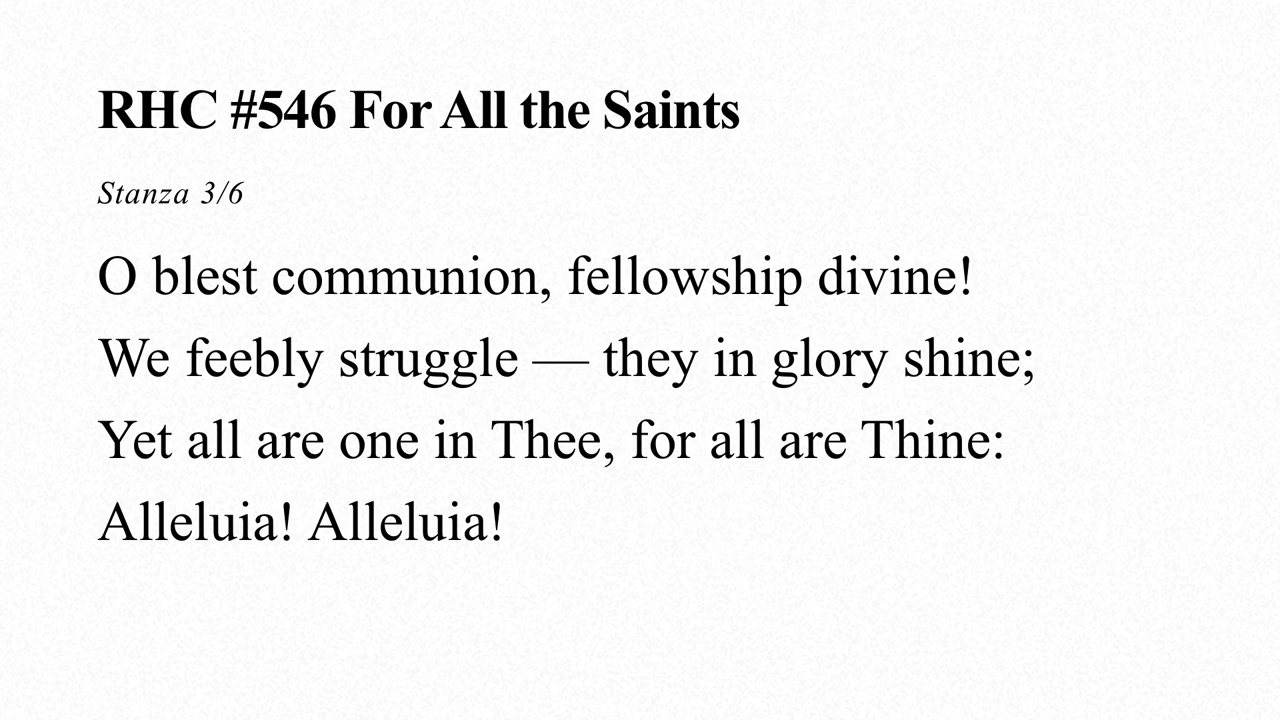 RHC #546 For All the Saints
Stanza 3/6
O blest communion, fellowship divine!
We feebly struggle — they in glory shine;
Yet all are one in Thee, for all are Thine:
Alleluia! Alleluia!